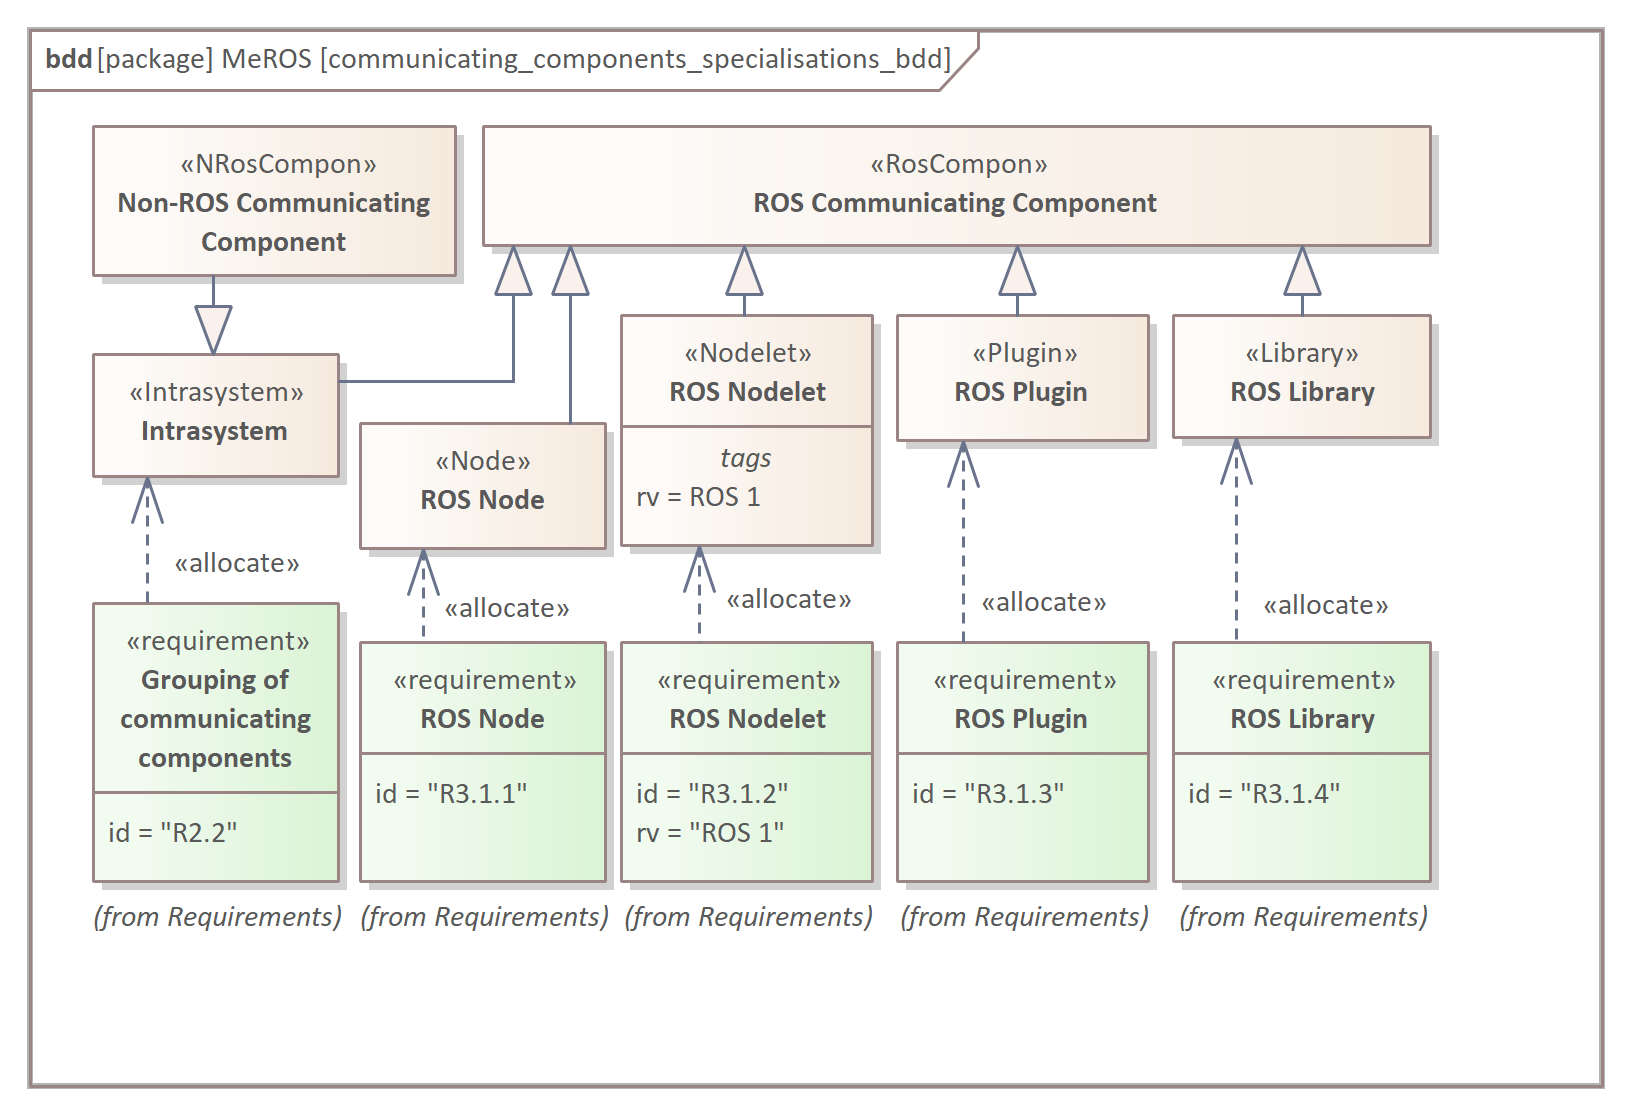 bdd [package] MeROS [communicating_components_specialisations_bdd]
«NRosCompon»
Non-ROS Communicating
Component
«RosCompon»
ROS Communicating Component
«Intrasystem»
Intrasystem
«Node»
ROS Node
«Nodelet»
ROS Nodelet
tags
rv = ROS 1
«Plugin»
ROS Plugin
«Library»
ROS Library
«allocate»
«allocate»
«allocate»
«allocate»
«allocate»
«requirement»
Grouping of
communicating
components
id = "R2.2"
(from Requirements)
«requirement»
ROS Node
id = "R3.1.1"
(from Requirements)
«requirement»
ROS Nodelet
id = "R3.1.2"
rv = "ROS 1"
(from Requirements)
«requirement»
ROS Plugin
id = "R3.1.3"
(from Requirements)
«requirement»
ROS Library
id = "R3.1.4"
(from Requirements)